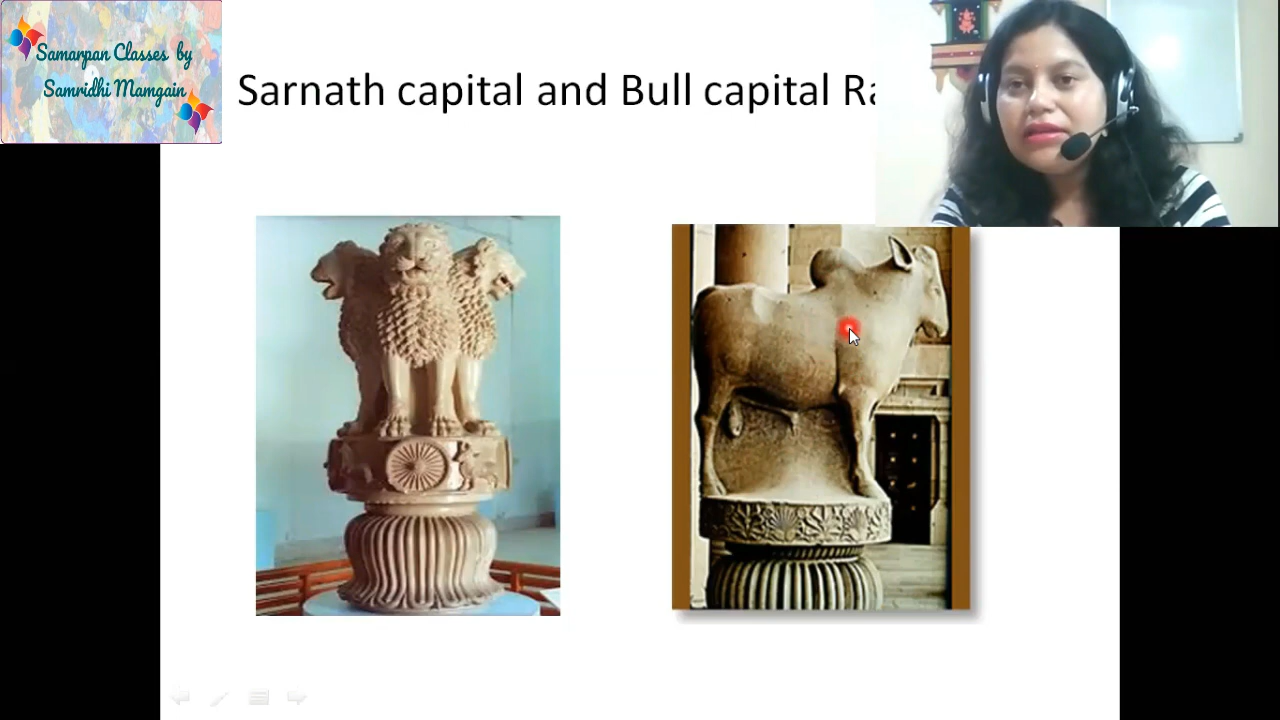 Samarpan Classes by
Samridhi Mamgain
Sarnath capital and Bull capital Ra